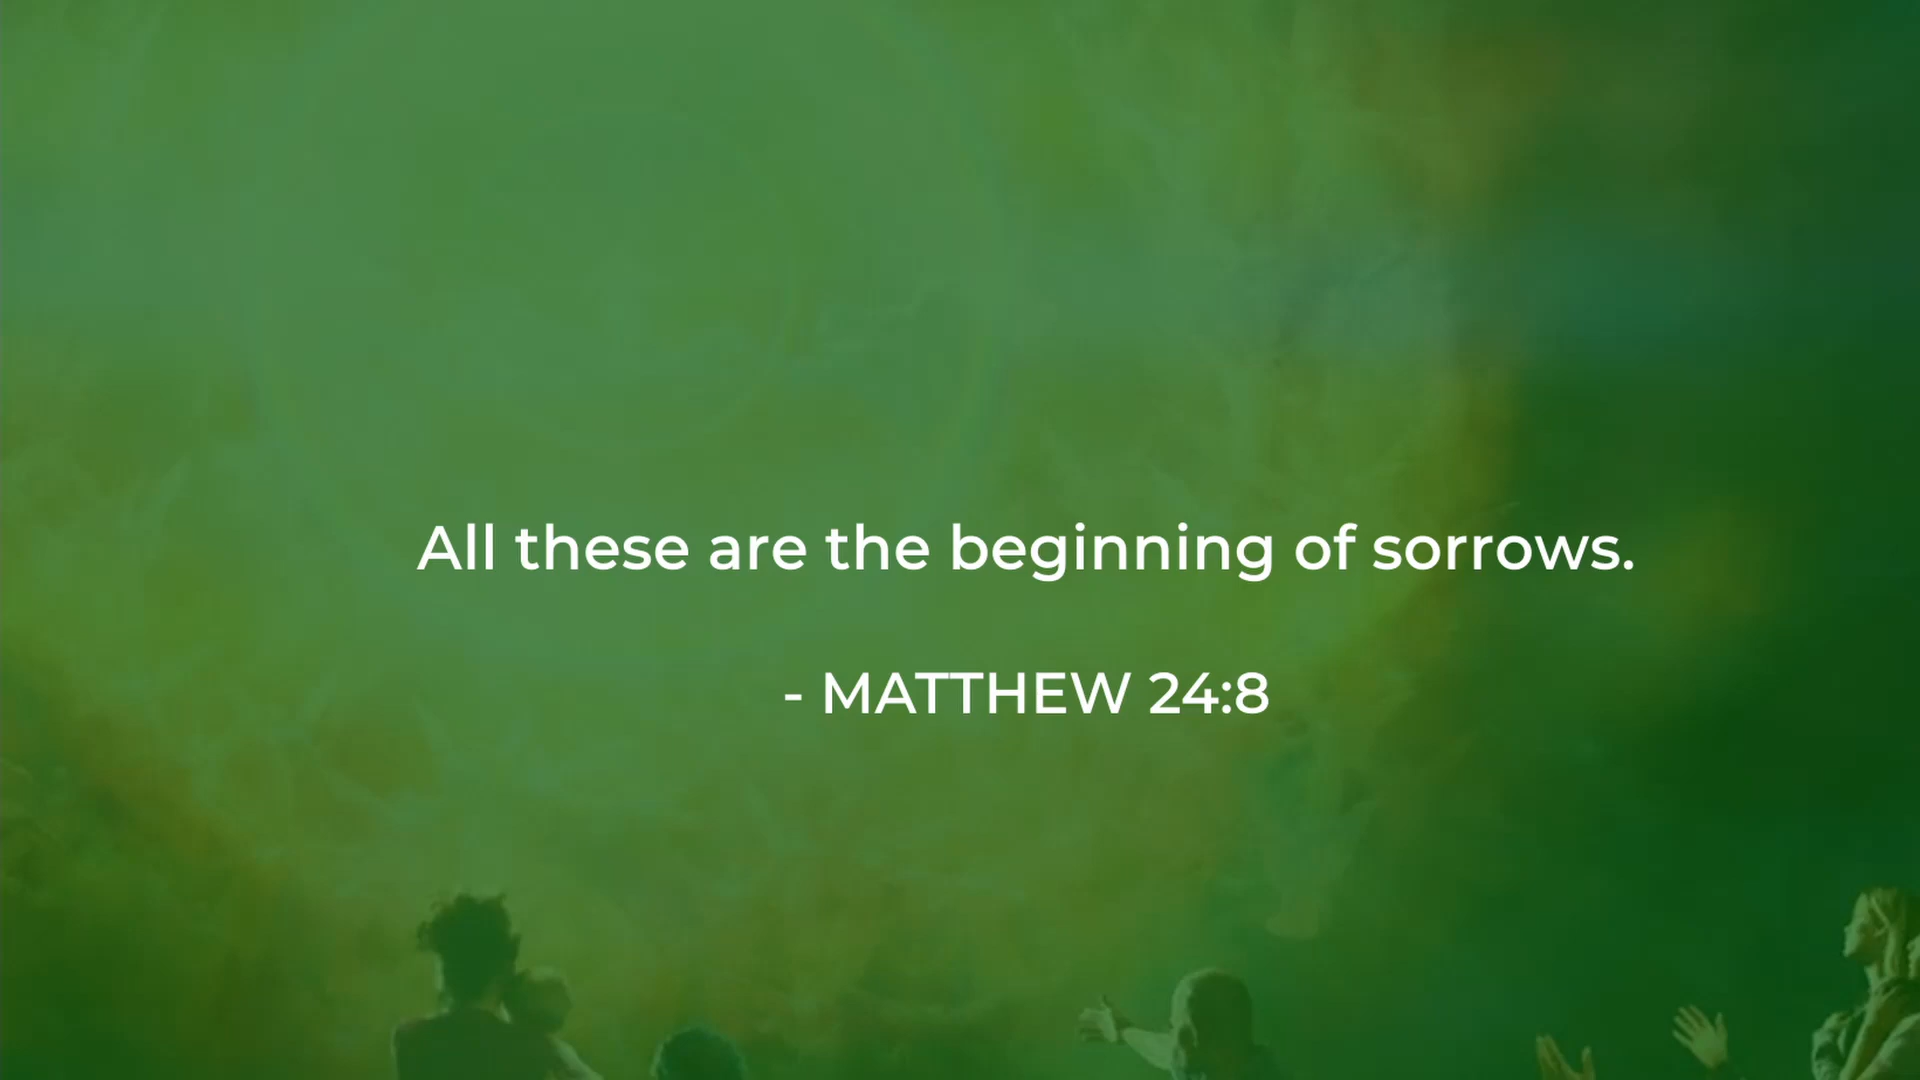 All these are the beginning of sorrows.
- MATTHEW 24:8